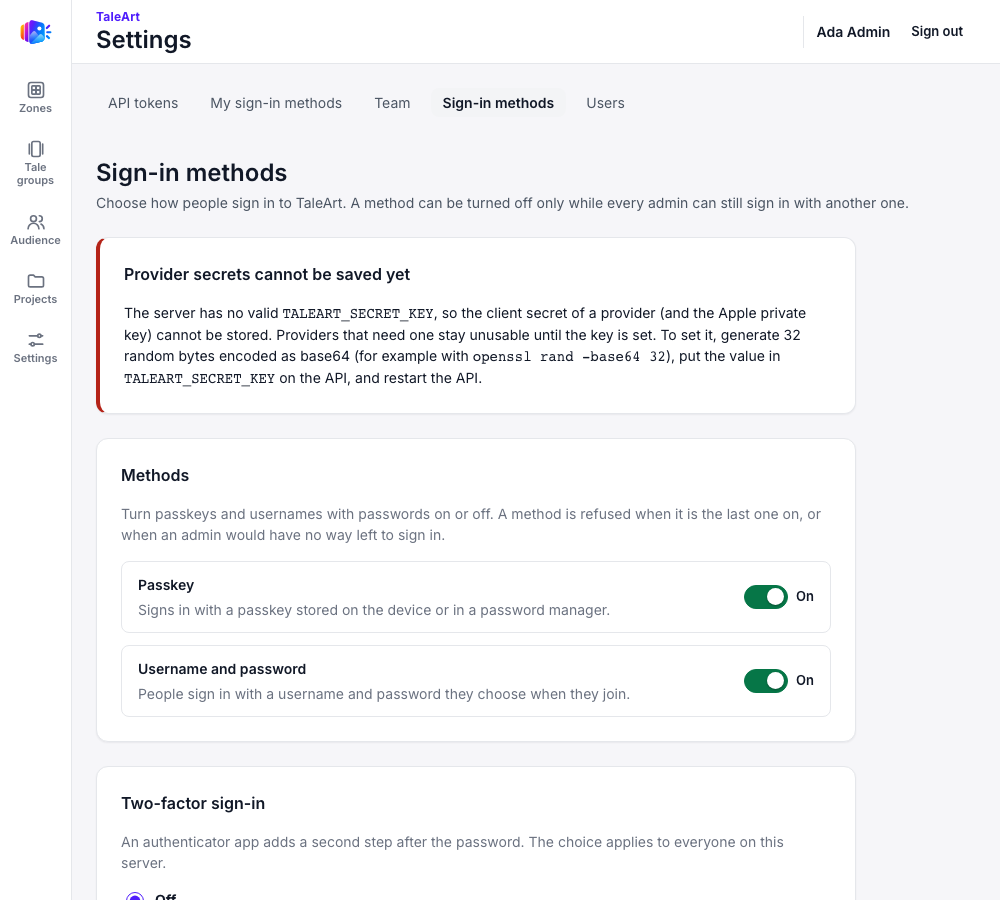 TaleArt
Settings
Ada Admin
Sign out
Zones
Tale
groups
Audience
Projects
Settings
API tokens
My sign-in methods
Team
Sign-in methods
Users
Sign-in methods
Choose how people sign in to TaleArt. A method can be turned off only while every admin can still sign in with another one.
Provider secrets cannot be saved yet
The server has no valid TALEART_SECRET_KEY, so the client secret of a provider (and the Apple private
key) cannot be stored. Providers that need one stay unusable until the key is set. To set it, generate 32
random bytes encoded as base64 (for example with openssl rand -base64 32), put the value in
TALEART_SECRET_KEY on the API, and restart the API.
Methods
Turn passkeys and usernames with passwords on or off. A method is refused when it is the last one on, or
when an admin would have no way left to sign in.
Passkey
Signs in with a passkey stored on the device or in a password manager.
On
Username and password
People sign in with a username and password they choose when they join.
On
Two-factor sign-in
An authenticator app adds a second step after the password. The choice applies to everyone on this
server.
Off